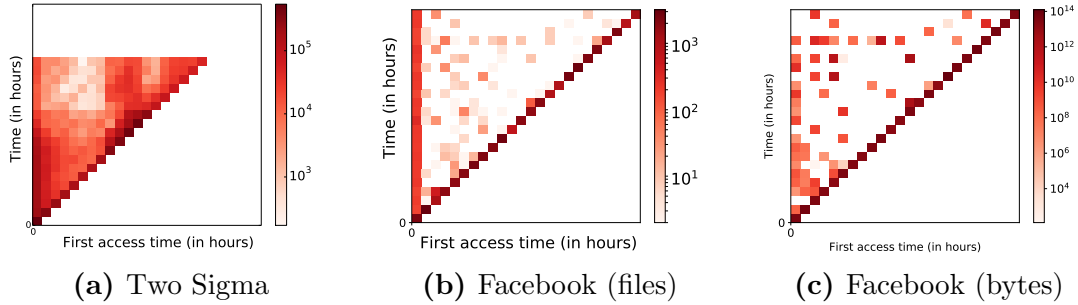 Time (in hours)
0
0
First access time (in hours)
10^5
10^4
10^3
(a) Two Sigma
Time (in hours)
0
0
First access time (in hours)
10^3
10^2
10^1
(b) Facebook (files)
Time (in hours)
0
0
First access time (in hours)
10^14
10^12
10^10
10^8
10^6
10^4
(c) Facebook (bytes)